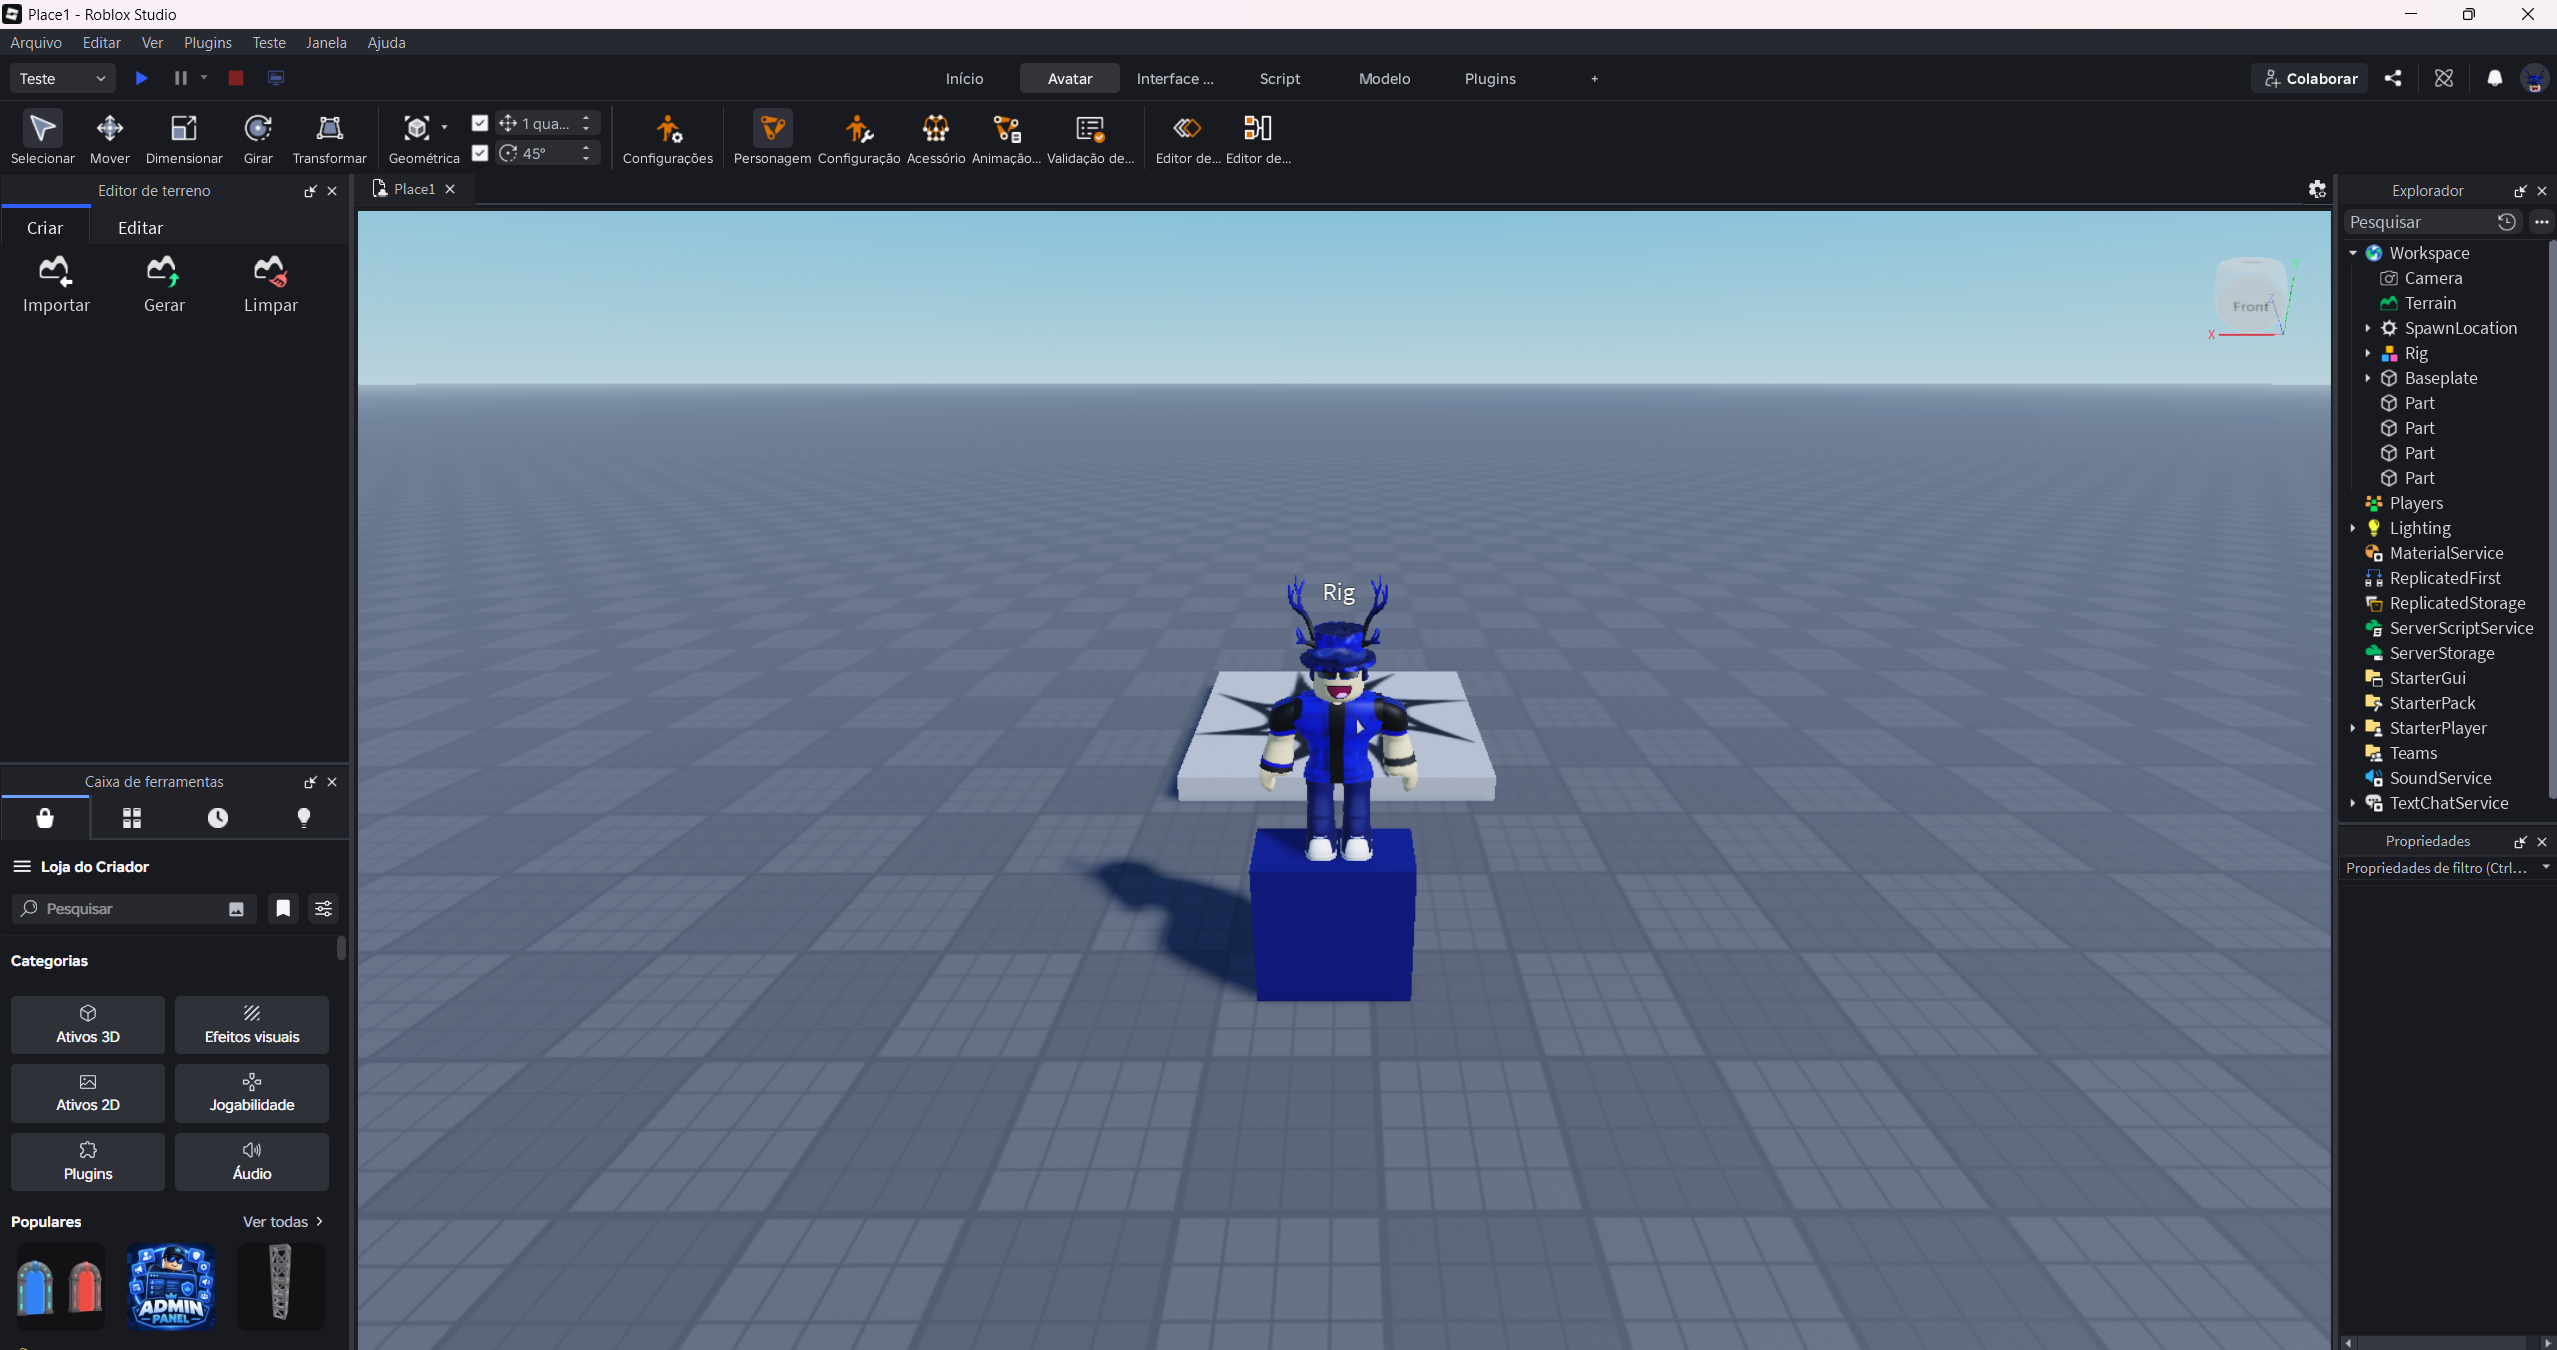 Place1 - Roblox Studio
Arquivo Editar Ver Plugins Teste Janela Ajuda
Teste Início Avatar Interface ... Script Modelo Plugins + Colaborar
1 qua...
45°
Selecionar Mover Dimensionar Girar Transformar Geométrica Configurações Personagem Configuração Acessório Animação... Validação de... Editor de... Editor de...
Editor de terreno
Criar Editar
Importar Gerar Limpar
Caixa de ferramentas
Loja do Criador
Pesquisar
Categorias
Ativos 3D Efeitos visuais
Ativos 2D Jogabilidade
Plugins Áudio
Populares Ver todas
ADMIN
PANEL
Place1
Front
X
Y
Z
Rig
Explorador
Pesquisar
Workspace
Camera
Terrain
SpawnLocation
Rig
Baseplate
Part
Part
Part
Part
Players
Lighting
MaterialService
ReplicatedFirst
ReplicatedStorage
ServerScriptService
ServerStorage
StarterGui
StarterPack
StarterPlayer
Teams
SoundService
TextChatService
Propriedades
Propriedades de filtro (Ctrl...